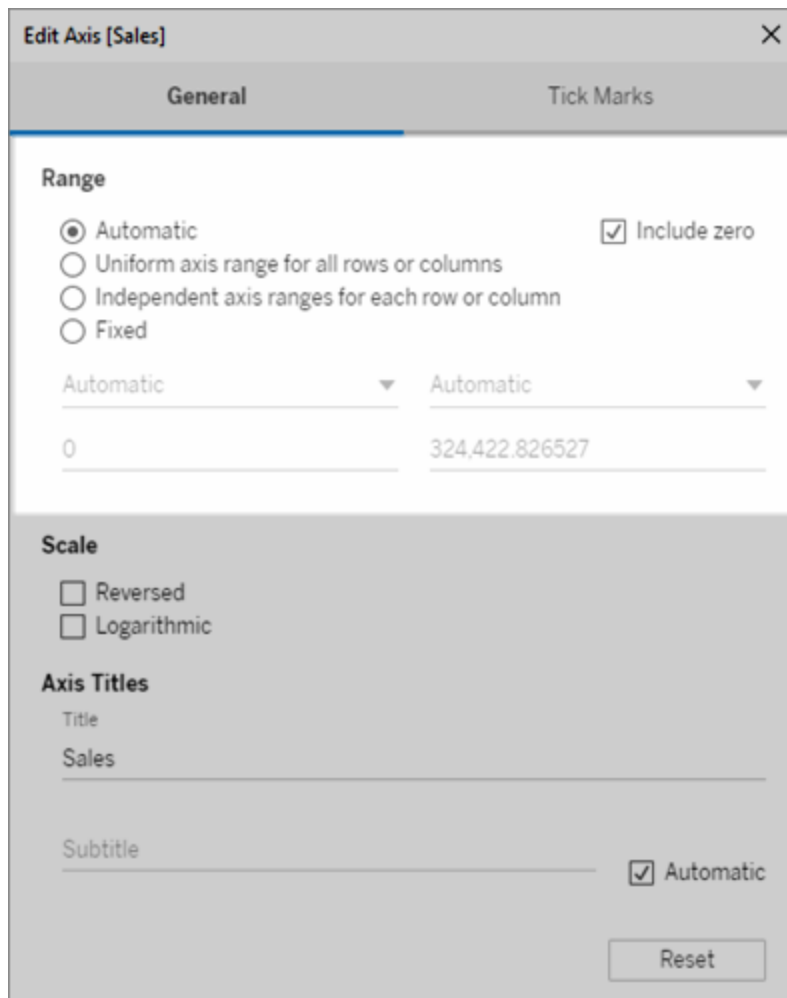 Edit Axis [Sales]
General Tick Marks
Range
Automatic Include zero
Uniform axis range for all rows or columns
Independent axis ranges for each row or column
Fixed
Automatic Automatic
0 324,422.826527
Scale
Reversed
Logarithmic
Axis Titles
Title
Sales
Subtitle Automatic
Reset